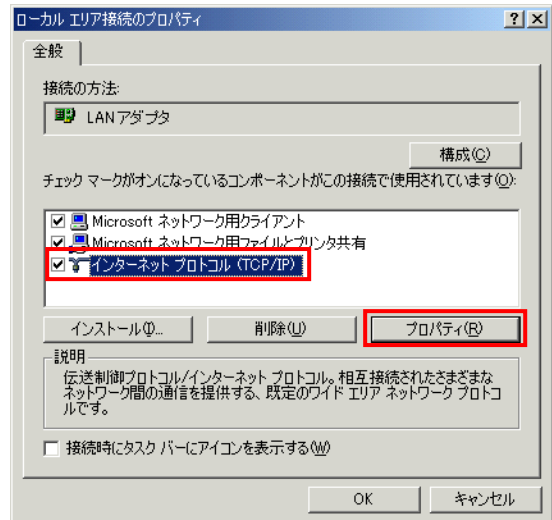 ローカル エリア接続のプロパティ
全般
接続の方法:
LAN アダプタ
構成(C)
チェック マークがオンになっているコンポーネントがこの接続で使用されています(O):
Microsoft ネットワーク用クライアント
Microsoft ネットワーク用ファイルとプリンタ共有
インターネット プロトコル (TCP/IP)
インストール(I)...
削除(U)
プロパティ(R)
説明
伝送制御プロトコル/インターネット プロトコル。相互接続されたさまざまな
ネットワーク間の通信を提供する、既定のワイド エリア ネットワーク プロトコ
ルです。
接続時にタスク バーにアイコンを表示する(W)
OK
キャンセル